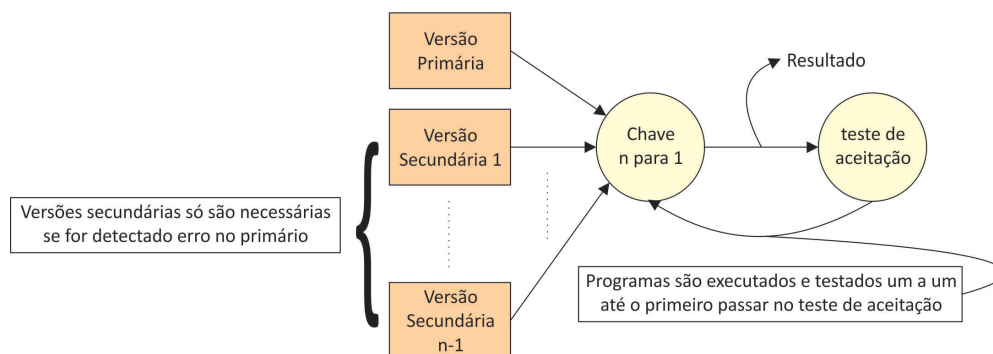 Versão
Primária
Versão
Secundária 1
Versões secundárias só são necessárias
se for detectado erro no primário
Versão
Secundária
n-1
Chave
n para 1
Resultado
teste de
aceitação
Programas são executados e testados um a um
até o primeiro passar no teste de aceitação